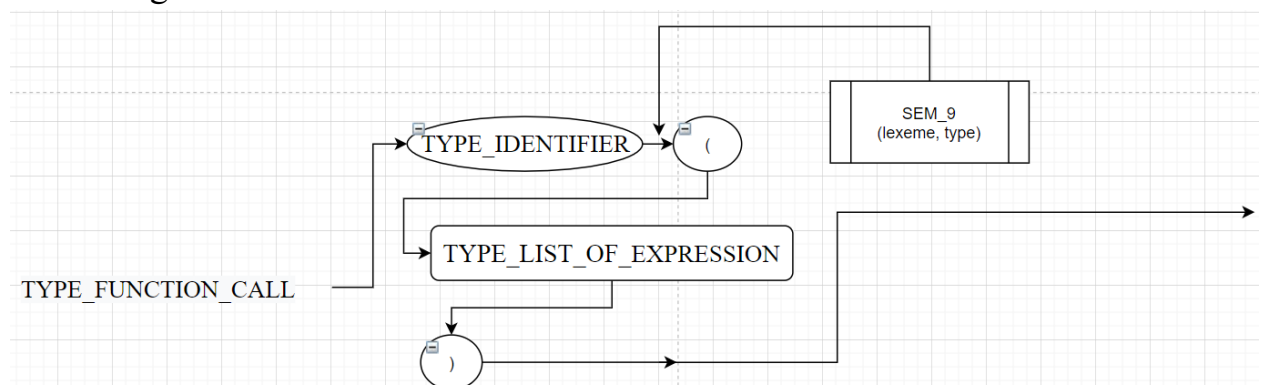 TYPE_IDENTIFIER
(
SEM_9
(lexeme, type)
TYPE_LIST_OF_EXPRESSION
TYPE_FUNCTION_CALL
)